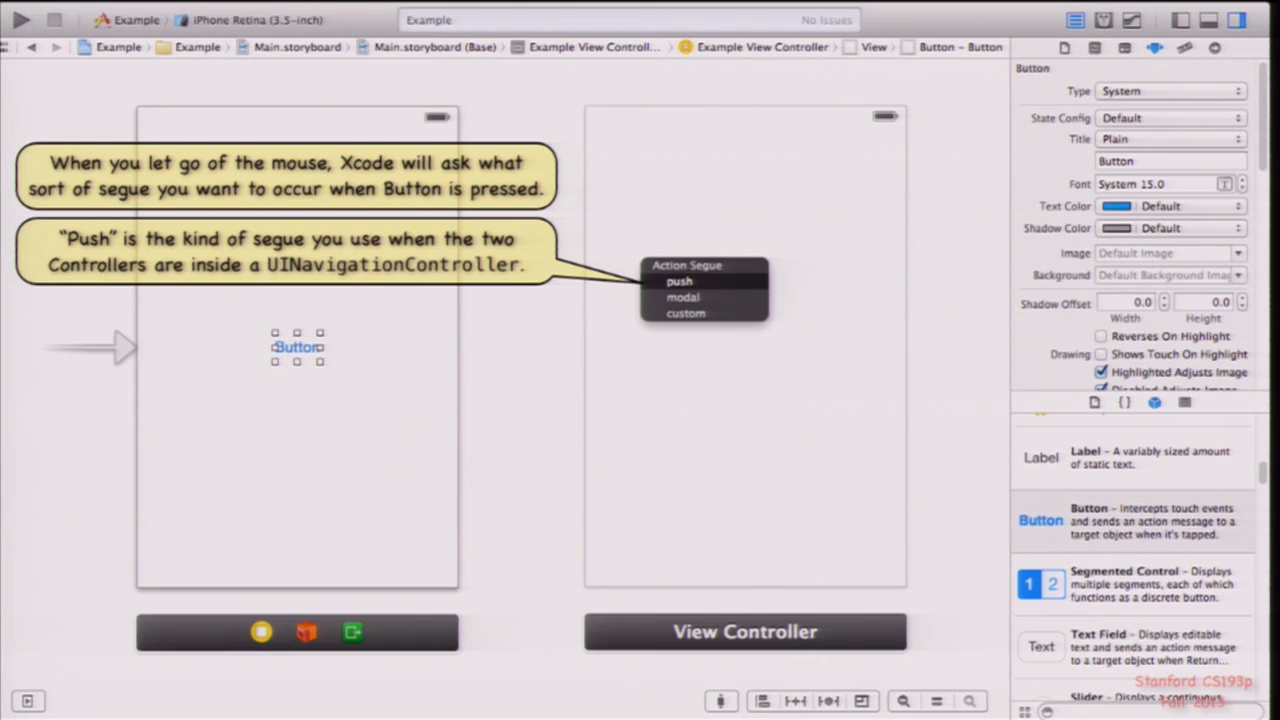 Example
iPhone Retina (3.5-inch)
Example
No Issues
Example
Example
Main.storyboard
Main.storyboard (Base)
Example View Controll...
Example View Controller
View
Button - Button
When you let go of the mouse, Xcode will ask what
sort of segue you want to occur when Button is pressed.
“Push” is the kind of segue you use when the two
Controllers are inside a UINavigationController.
Action Segue
push
modal
custom
Button
View Controller
Button
Type System
State Config Default
Title Plain
Button
Font System 15.0
Text Color Default
Shadow Color Default
Image Default Image
Background Default Background Imag
Shadow Offset 0.0 0.0
Width Height
Reverses On Highlight
Drawing Shows Touch On Highlight
Highlighted Adjusts Image
Disabled Adjusts Image
Label
Label - A variably sized amount
of static text.
Button
Button - Intercepts touch events
and sends an action message to a
target object when it's tapped.
1 2
Segmented Control - Displays
multiple segments, each of which
functions as a discrete button.
Text
Text Field - Displays editable
text and sends an action message
to a target object when Return...
Slider - Displays a continuous
Stanford CS193p
Fall 2013